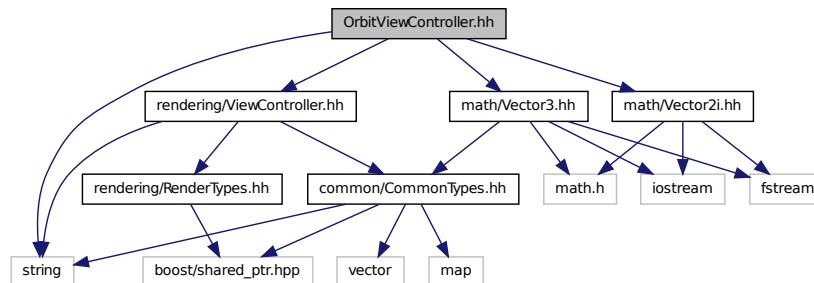 OrbitViewController.hh
rendering/ViewController.hh
math/Vector3.hh
math/Vector2i.hh
rendering/RenderTypes.hh
common/CommonTypes.hh
math.h
iostream
fstream
string
boost/shared_ptr.hpp
vector
map